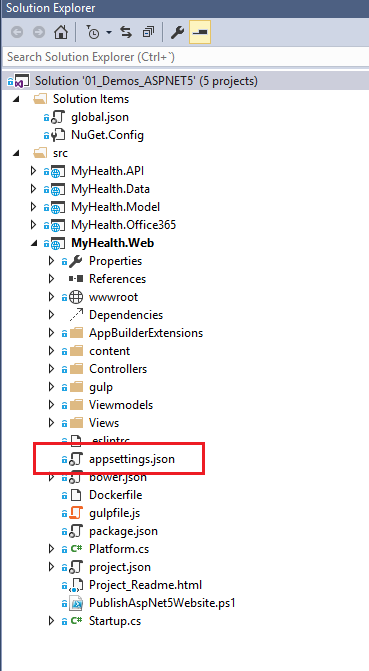 Solution Explorer
Search Solution Explorer (Ctrl+`)
Solution '01_Demos_ASPNET5' (5 projects)
Solution Items
global.json
NuGet.Config
src
MyHealth.API
MyHealth.Data
MyHealth.Model
MyHealth.Office365
MyHealth.Web
Properties
References
wwwroot
Dependencies
AppBuilderExtensions
content
Controllers
gulp
Viewmodels
Views
.eslintrc
appsettings.json
bower.json
Dockerfile
gulpfile.js
package.json
C# Platform.cs
project.json
Project_Readme.html
PublishAspNet5Website.ps1
C# Startup.cs